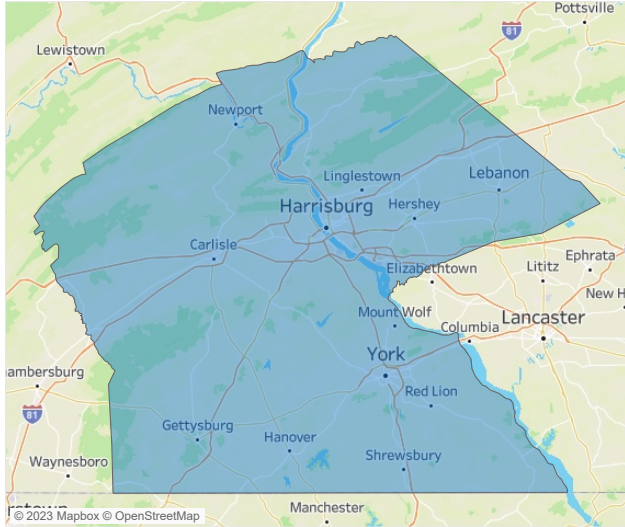 Pottsville
81
Lewistown
Newport
Linglestown
Lebanon
Harrisburg
Hershey
Carlisle
Ephrata
Elizabethtown
Lititz
New H
Mount Wolf
Lancaster
Columbia
York
ambersburg
Red Lion
81
Gettysburg
Hanover
Shrewsbury
Waynesboro
rstown
Manchester
© 2023 Mapbox © OpenStreetMap